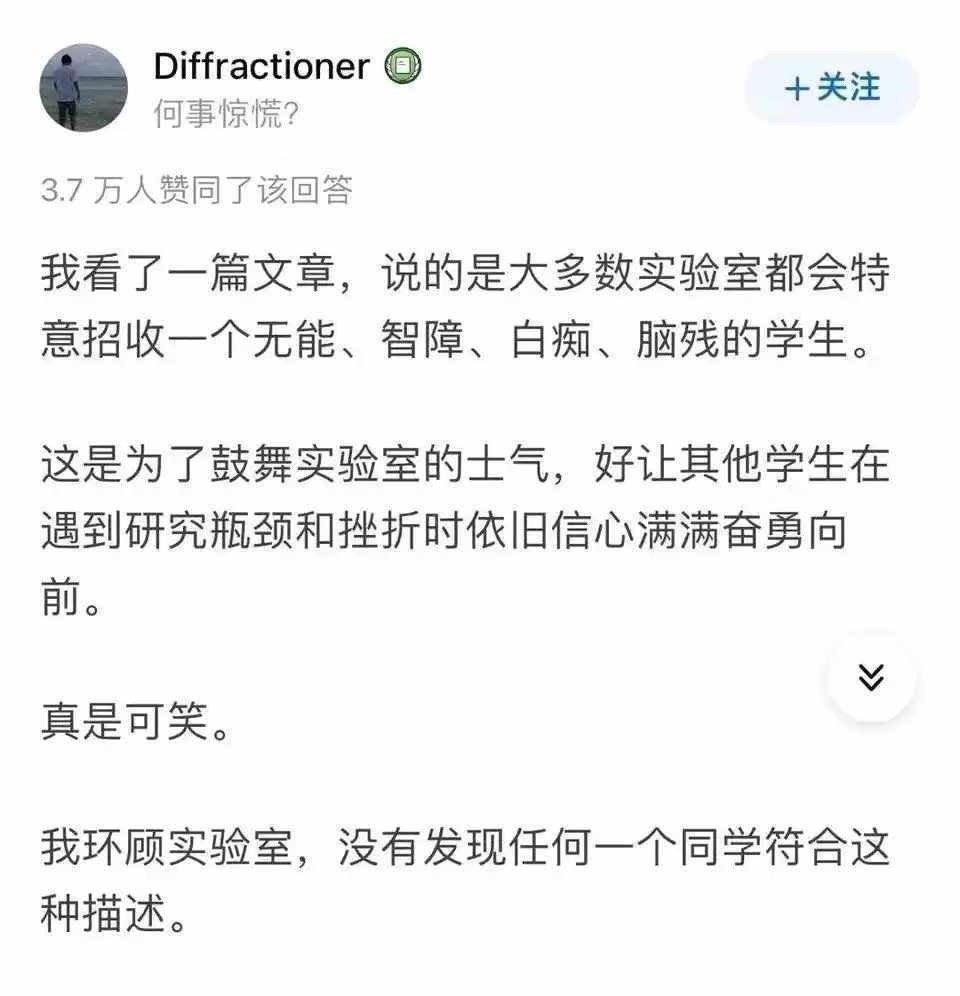 Diffractioner
何事惊慌?
+关注
3.7 万人赞同了该回答
我看了一篇文章，说的是大多数实验室都会特
意招收一个无能、智障、白痴、脑残的学生。
这是为了鼓舞实验室的士气，好让其他学生在
遇到研究瓶颈和挫折时依旧信心满满奋勇向
前。
真是可笑。
我环顾实验室，没有发现任何一个同学符合这
种描述。